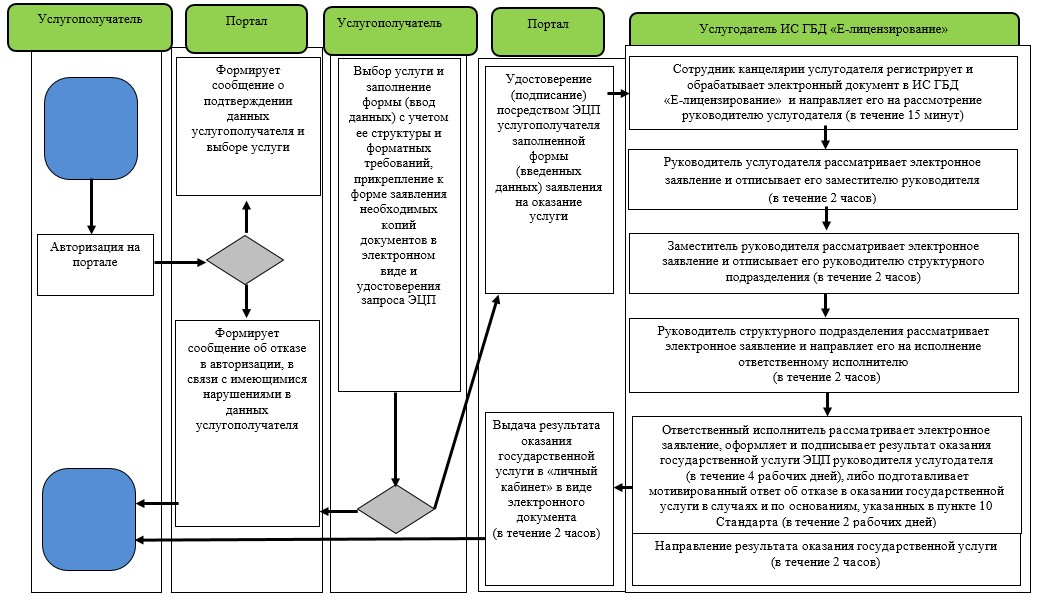 Услугополучатель
Портал
Услугополучатель
Портал
Услугодатель ИС ГБД «Е-лицензирование»
Авторизация на
портале
Формирует
сообщение о
подтверждении
данных
услугополучателя и
выборе услуги
Формирует
сообщение об отказе
в авторизации, в
связи с имеющимися
нарушениями в
данных
услугополучателя
Выбор услуги и
заполнение
формы (ввод
данных) с учетом
ее структуры и
форматных
требований,
прикрепление к
форме заявления
необходимых
копий
документов в
электронном
виде и
удостоверения
запроса ЭЦП
Удостоверение
(подписание)
посредством ЭЦП
услугополучателя
заполненной
формы
(введенных
данных) заявления
на оказание
услуги
Выдача результата
оказания
государственной
услуги в «личный
кабинет» в виде
электронного
документа
(в течение 2 часов)
Сотрудник канцелярии услугодателя регистрирует и
обрабатывает электронный документ в ИС ГБД
«Е-лицензирование» и направляет его на рассмотрение
руководителю услугодателя (в течение 15 минут)
Руководитель услугодателя рассматривает электронное
заявление и отписывает его заместителю руководителя
(в течение 2 часов)
Заместитель руководителя рассматривает электронное
заявление и отписывает его руководителю структурного
подразделения (в течение 2 часов)
Руководитель структурного подразделения рассматривает
электронное заявление и направляет его на исполнение
ответственному исполнителю
(в течение 2 часов)
Ответственный исполнитель рассматривает электронное
заявление, оформляет и подписывает результат оказания
государственной услуги ЭЦП руководителя услугодателя
(в течение 4 рабочих дней), либо подготавливает
мотивированный ответ об отказе в оказании государственной
услуги в случаях и по основаниям, указанных в пункте 10
Стандарта (в течение 2 рабочих дней)
Направление результата оказания государственной услуги
(в течение 2 часов)